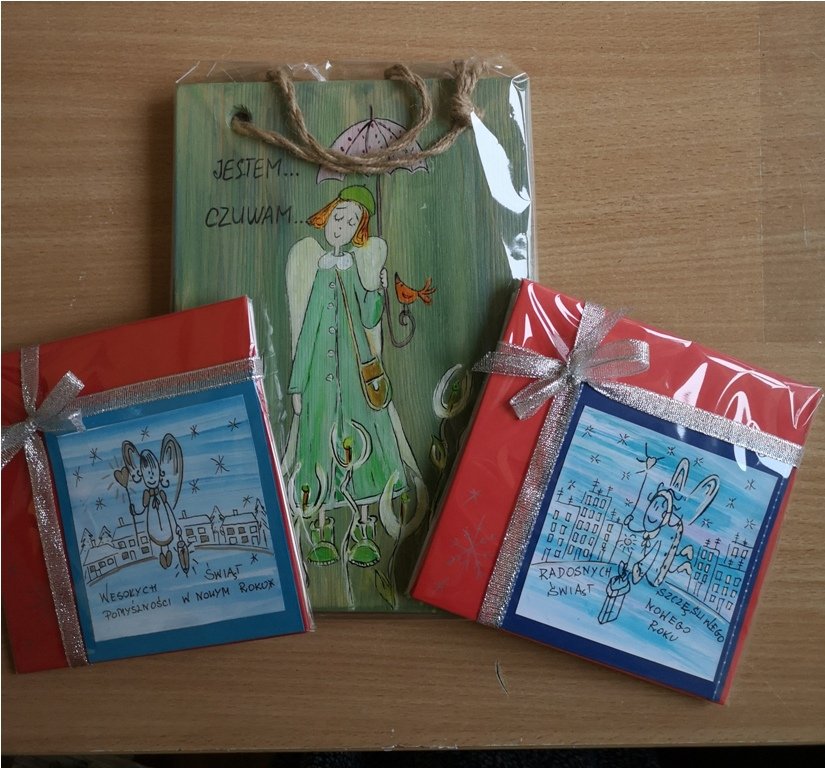 JESTEM...
CZUWAM...
WESOŁYCH ŚWIĄT
POMYŚLNOŚCI W NOWYM ROKU
RADOSNYCH
ŚWIĄT
SZCZĘŚLIWEGO
NOWEGO
ROKU